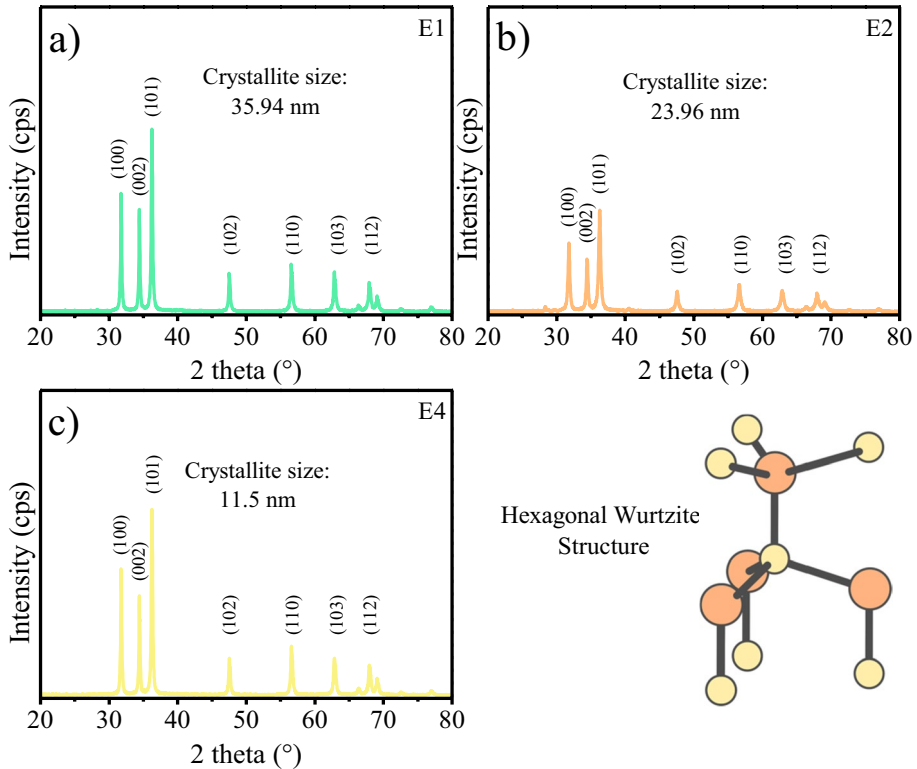 a)
E1
Crystallite size:
35.94 nm
(100)
(002)
(101)
(102)
(110)
(103)
(112)
Intensity (cps)
20 30 40 50 60 70 80
2 theta (°)
b)
E2
Crystallite size:
23.96 nm
(100)
(002)
(101)
(102)
(110)
(103)
(112)
Intensity (cps)
20 30 40 50 60 70 80
2 theta (°)
c)
E4
Crystallite size:
11.5 nm
(100)
(002)
(101)
(102)
(110)
(103)
(112)
Intensity (cps)
20 30 40 50 60 70 80
2 theta (°)
Hexagonal Wurtzite
Structure